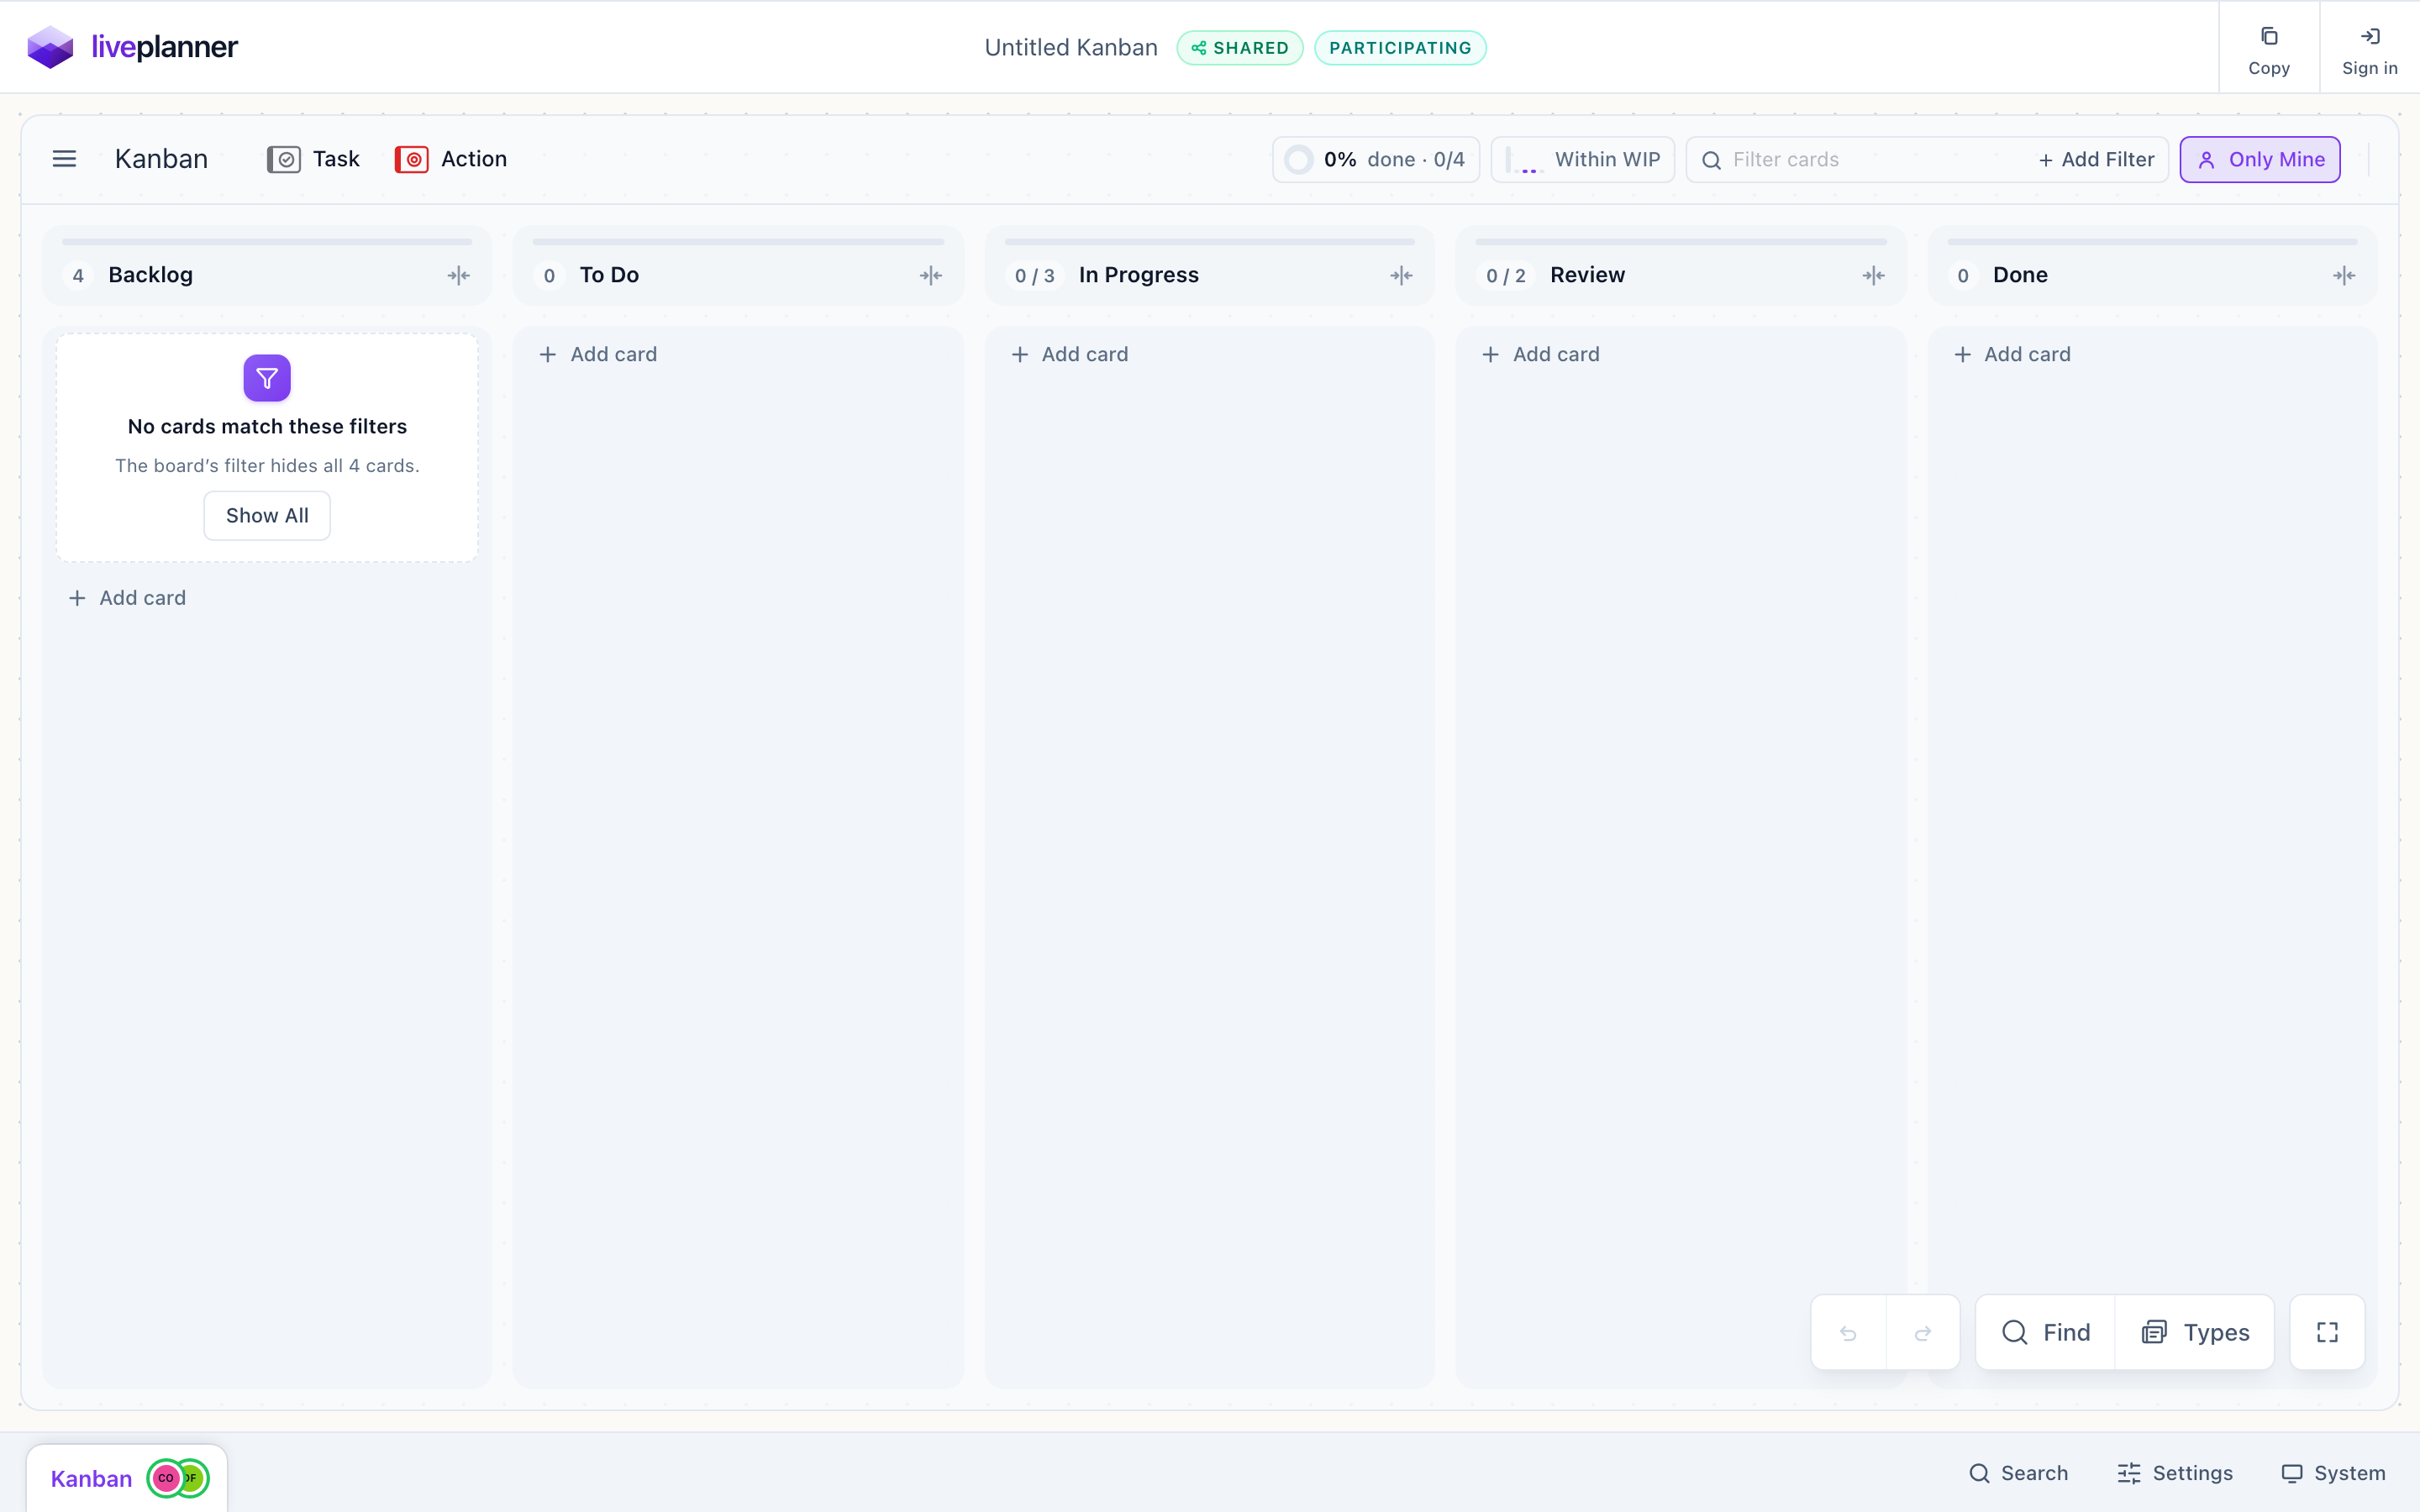 liveplanner
Untitled Kanban SHARED PARTICIPATING
Copy
Sign in
Kanban Task Action 0% done · 0/4 Within WIP Filter cards + Add Filter Only Mine
4 Backlog
0 To Do
0 / 3 In Progress
0 / 2 Review
0 Done
No cards match these filters
The board’s filter hides all 4 cards.
Show All
+ Add card
+ Add card
+ Add card
+ Add card
+ Add card
Find Types
Kanban CO DF
Search Settings System